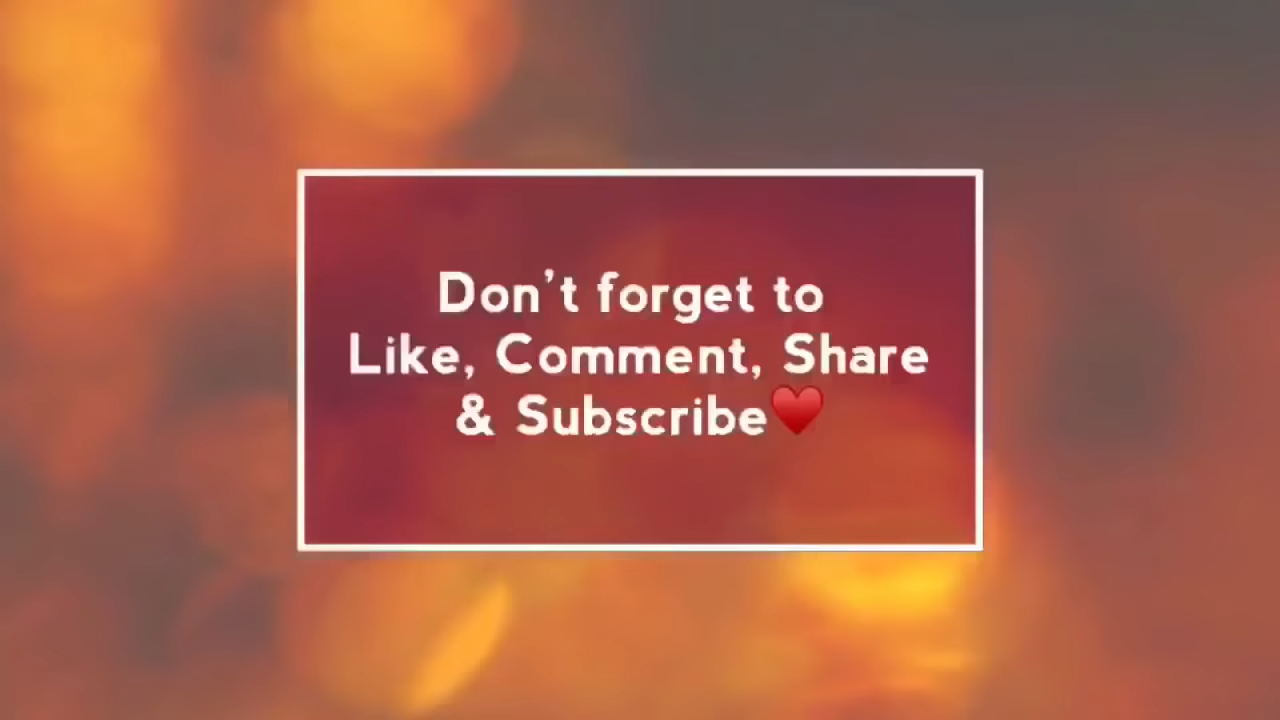 Don't forget to
Like, Comment, Share
& Subscribe♥️